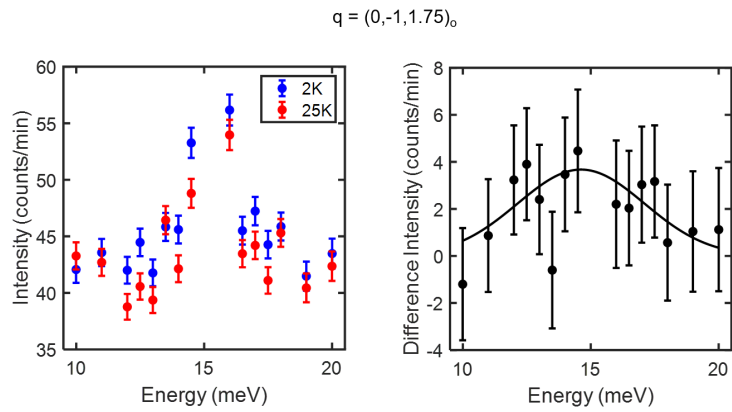 q = (0,-1,1.75)ₒ
60
55
50
45
40
35
10
15
20
Intensity (counts/min)
Energy (meV)
2K
25K
8
6
4
2
0
-2
-4
10
15
20
Difference Intensity (counts/min)
Energy (meV)